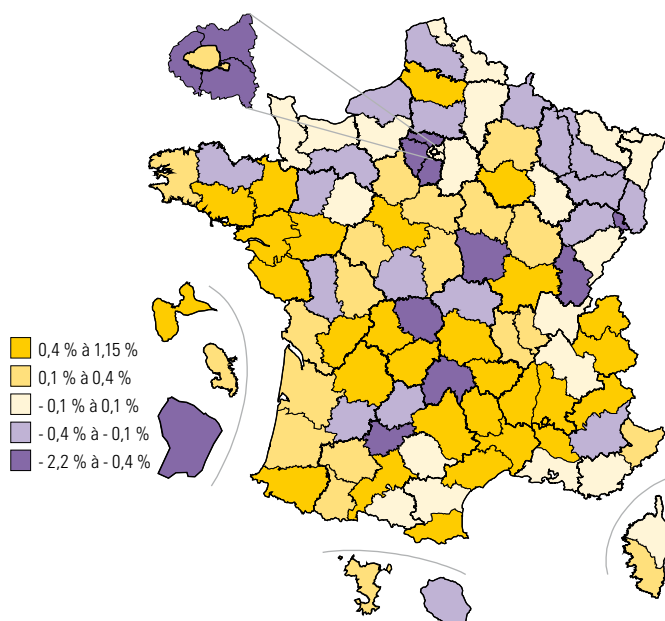 0,4 % à 1,15 %
0,1 % à 0,4 %
- 0,1 % à 0,1 %
- 0,4 % à - 0,1 %
- 2,2 % à - 0,4 %